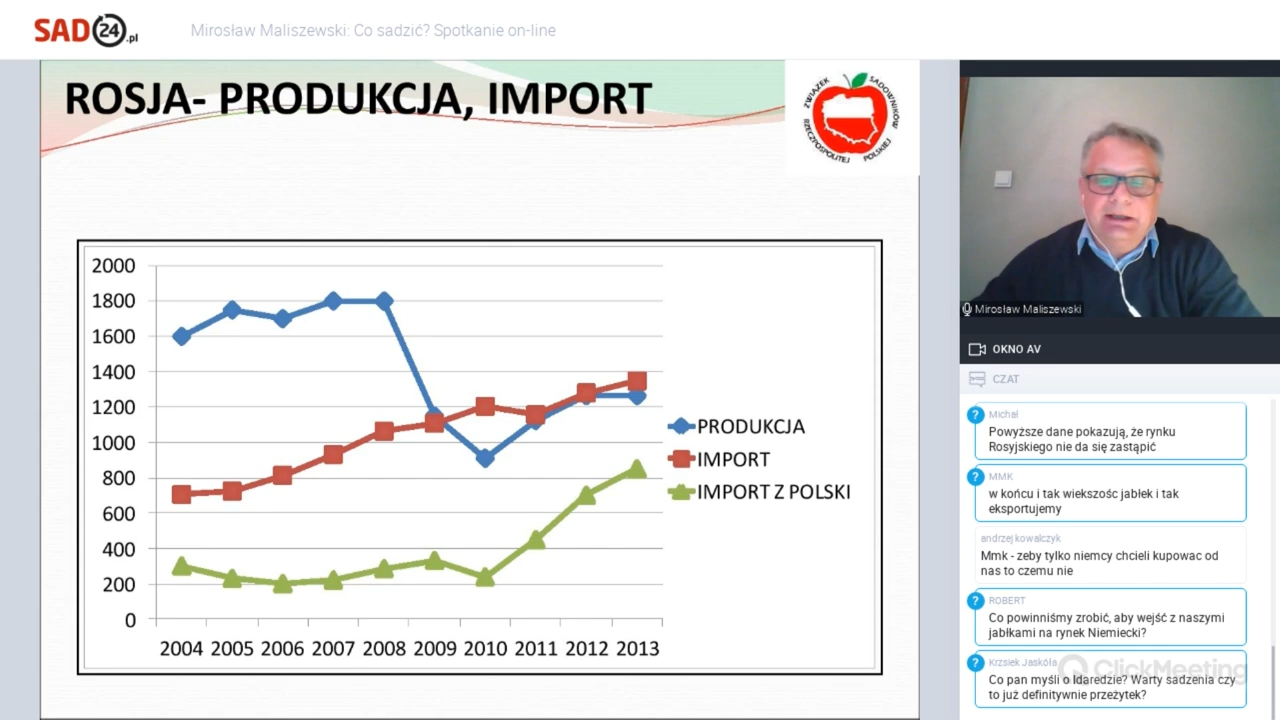 SAD24.pl
Mirosław Maliszewski: Co sadzić? Spotkanie on-line
ROSJA- PRODUKCJA, IMPORT
ZWIĄZEK SADOWNIKÓW
RZECZPOSPOLITEJ POLSKIEJ
2000
1800
1600
1400
1200
1000
800
600
400
200
0
2004 2005 2006 2007 2008 2009 2010 2011 2012 2013
PRODUKCJA
IMPORT
IMPORT Z POLSKI
Mirosław Maliszewski
OKNO AV
CZAT
? Michał
Powyższe dane pokazują, że rynku
Rosyjskiego nie da się zastąpić
? MMK
w końcu i tak wiekszośc jabłek i tak
eksportujemy
andrzej kowalczyk
Mmk - zeby tylko niemcy chcieli kupowac od
nas to czemu nie
? ROBERT
Co powinniśmy zrobić, aby wejść z naszymi
jabłkami na rynek Niemiecki?
? Krzsiek Jaskóła
ClickMeeting
Co pan myśli o Idaredzie? Warty sadzenia czy
to już definitywnie przeżytek?